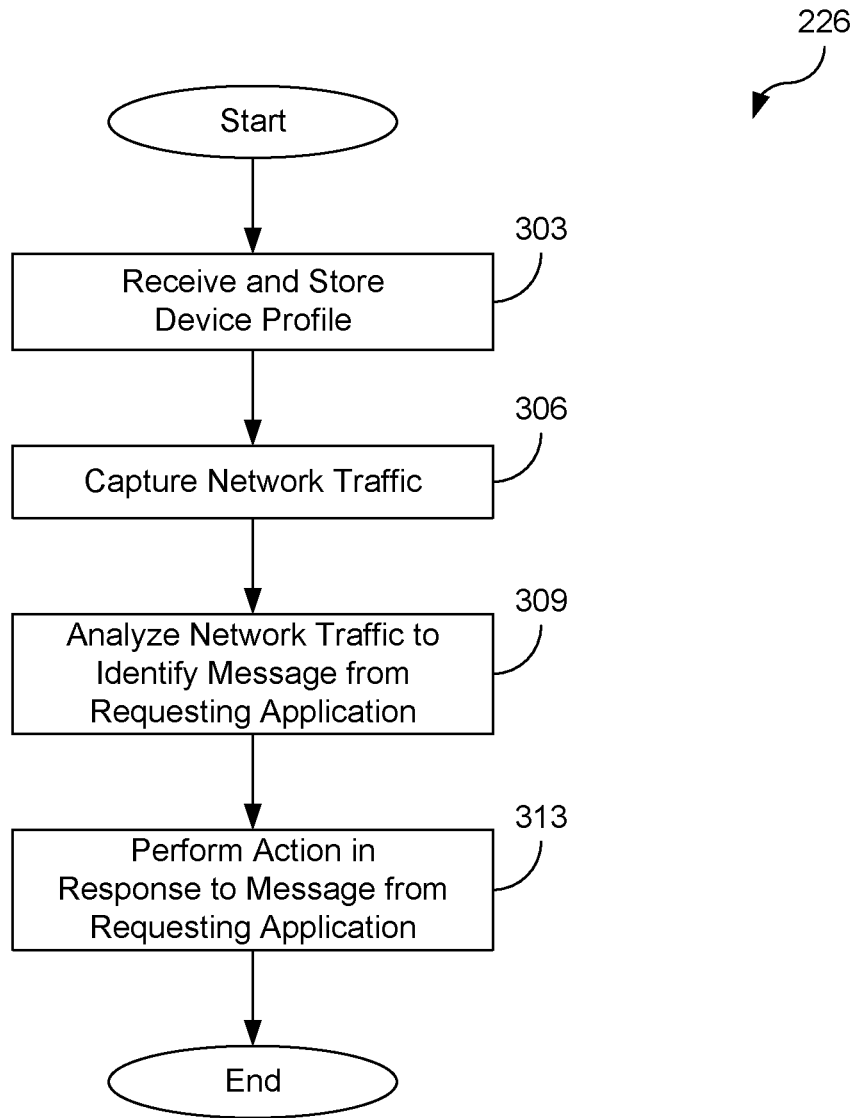 226
Start
303
Receive and Store
Device Profile
306
Capture Network Traffic
309
Analyze Network Traffic to
Identify Message from
Requesting Application
313
Perform Action in
Response to Message from
Requesting Application
End